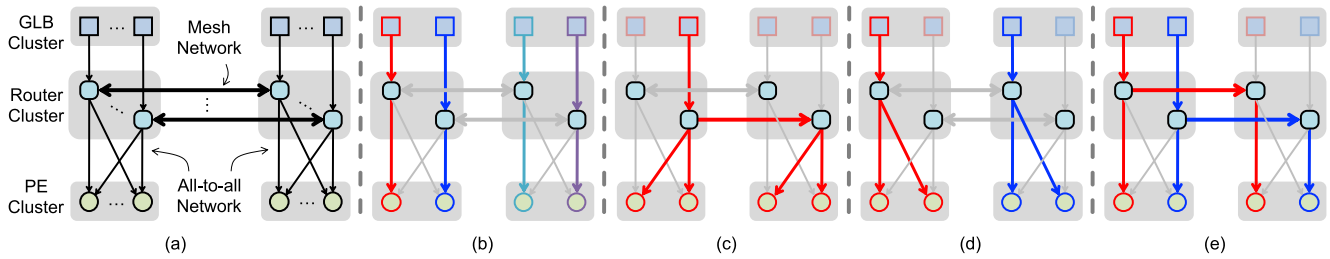 GLB
Cluster
Mesh
Network
Router
Cluster
PE
Cluster
All-to-all
Network
(a)
(b)
(c)
(d)
(e)